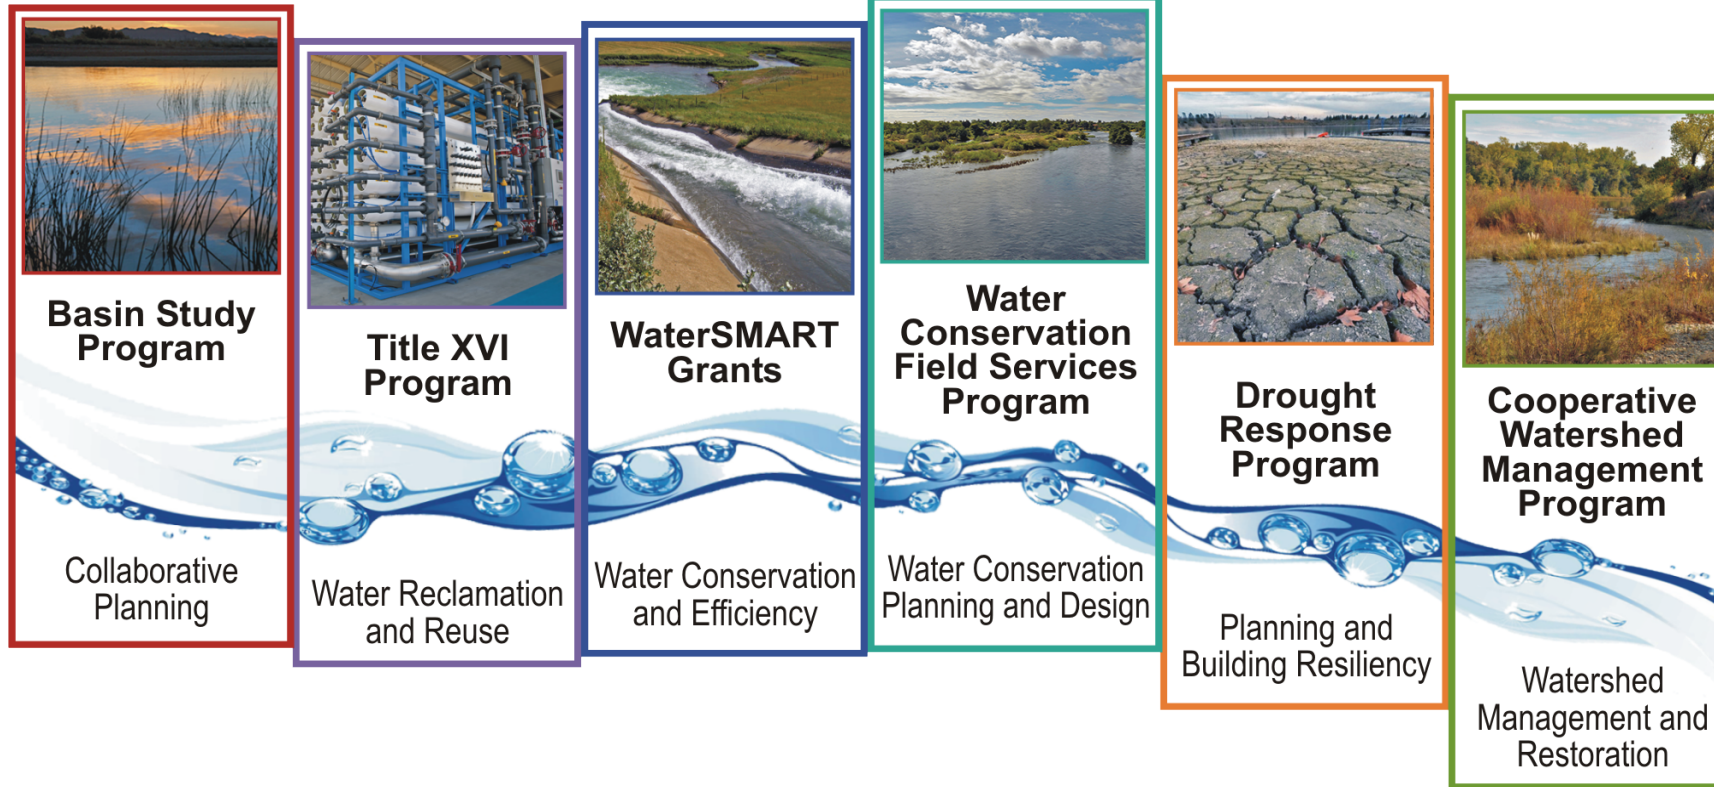 Basin Study
Program
Collaborative
Planning
Title XVI
Program
Water Reclamation
and Reuse
WaterSMART
Grants
Water Conservation
and Efficiency
Water
Conservation
Field Services
Program
Water Conservation
Planning and Design
Drought
Response
Program
Planning and
Building Resiliency
Cooperative
Watershed
Management
Program
Watershed
Management and
Restoration